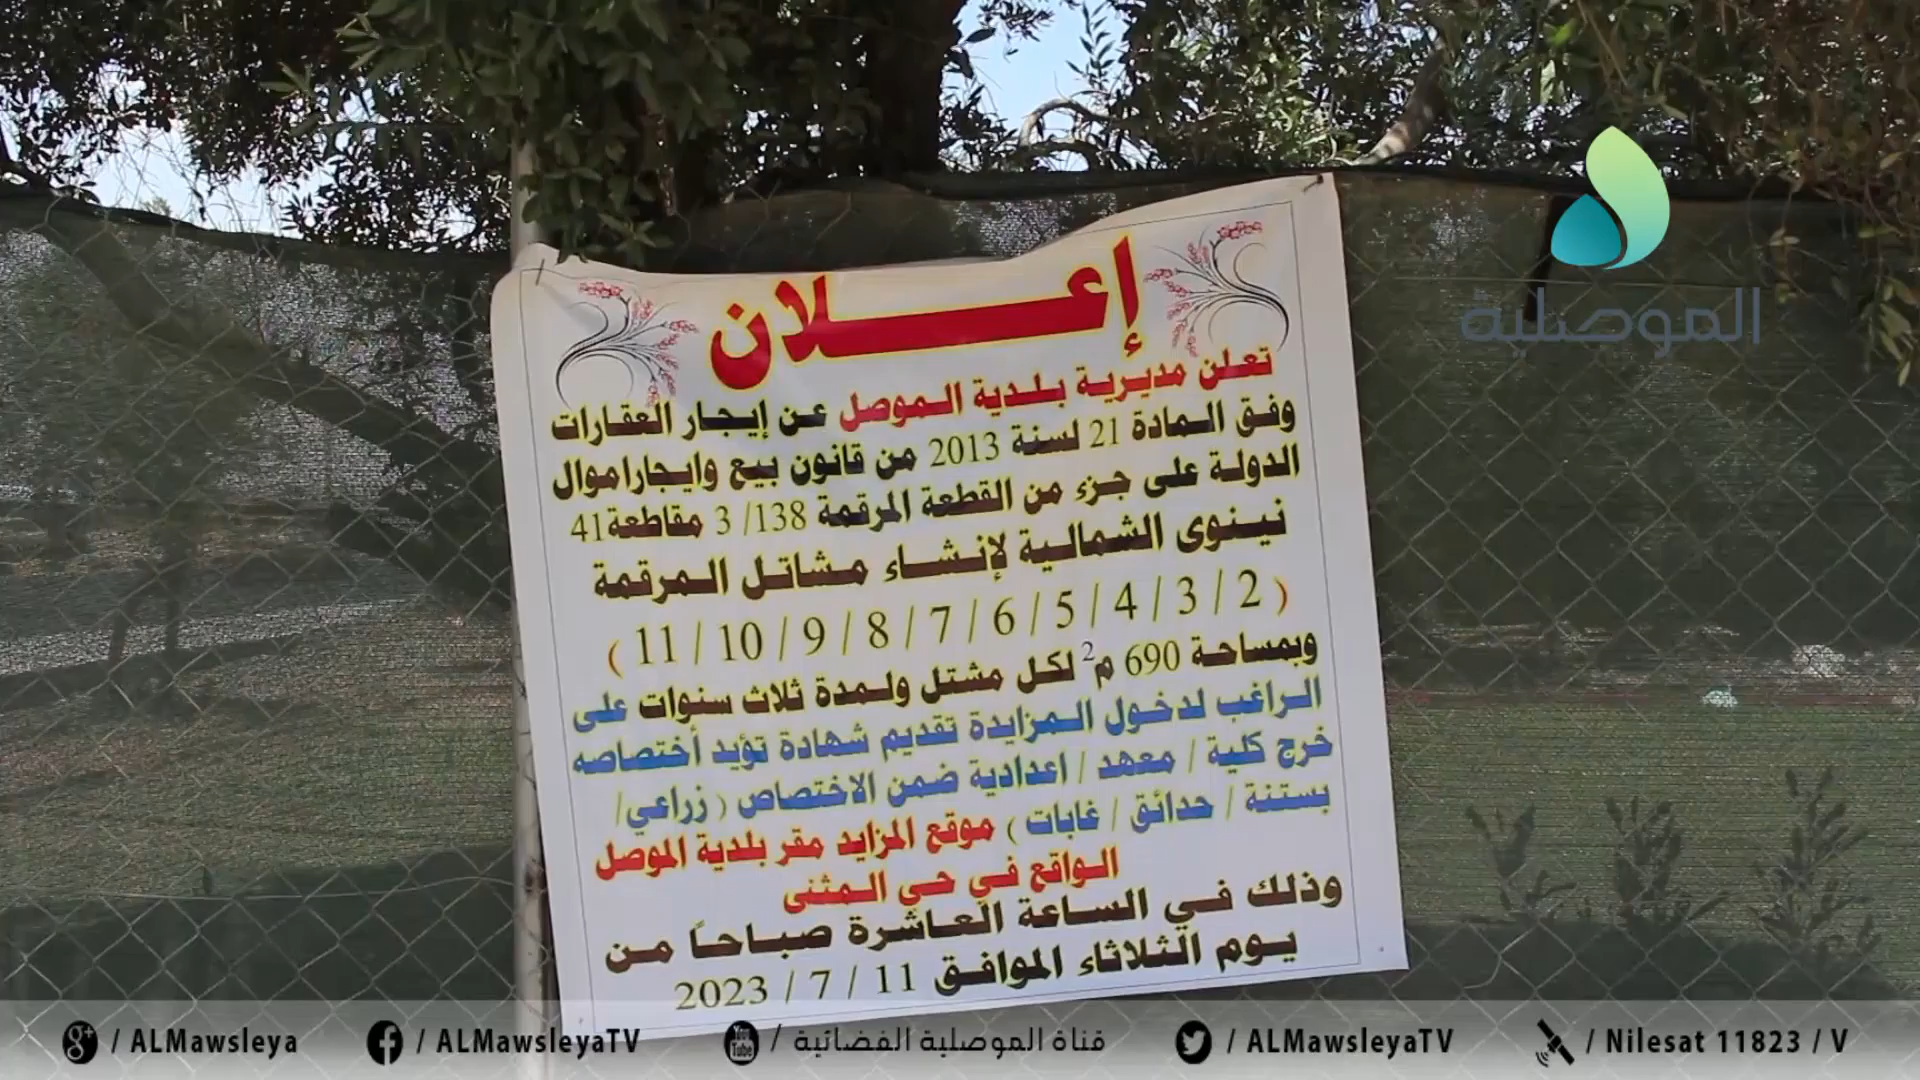 الموصلية
إعــلان
تعلن مديرية بلدية الموصل عن إيجار العقارات
وفق المادة 21 لسنة 2013 من قانون بيع وايجاراموال
الدولة على جزء من القطعة المرقمة 138/ 3 مقاطعة41
نينوى الشمالية لإنشاء مشاتل المرقمة
( 2 / 3 / 4 / 5 / 6 / 7 / 8 / 9 / 10 / 11 )
وبمساحة 690 م2 لكل مشتل ولمدة ثلاث سنوات على
الراغب لدخول المزايدة تقديم شهادة تؤيد أختصاصه
خرج كلية / معهد / اعدادية ضمن الاختصاص ( زراعي/
بستنة / حدائق / غابات ) موقع المزايد مقر بلدية الموصل
الواقع في حي المثنى
وذلك في الساعة العاشرة صباحاً من
يوم الثلاثاء الموافق 11 / 7 / 2023
/ ALMawsleya / ALMawsleyaTV / قناة الموصلية الفضائية / ALMawsleyaTV / Nilesat 11823 / V